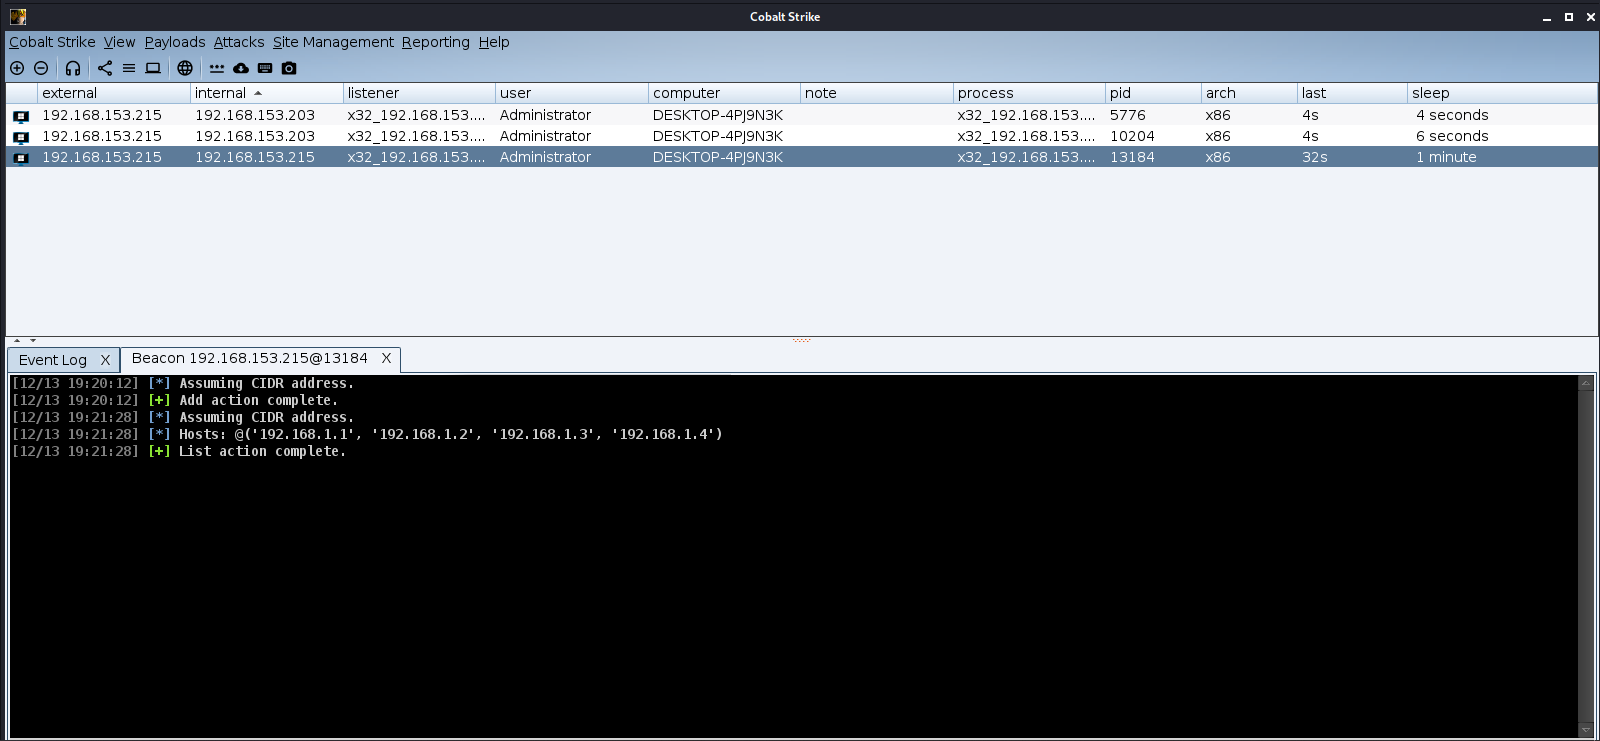 Cobalt Strike
Cobalt Strike View Payloads Attacks Site Management Reporting Help
external internal listener user computer note process pid arch last sleep
192.168.153.215 192.168.153.203 x32_192.168.153.... Administrator DESKTOP-4PJ9N3K x32_192.168.153.... 5776 x86 4s 4 seconds
192.168.153.215 192.168.153.203 x32_192.168.153.... Administrator DESKTOP-4PJ9N3K x32_192.168.153.... 10204 x86 4s 6 seconds
192.168.153.215 192.168.153.215 x32_192.168.153.... Administrator DESKTOP-4PJ9N3K x32_192.168.153.... 13184 x86 32s 1 minute
Event Log X Beacon 192.168.153.215@13184 X
[12/13 19:20:12] [*] Assuming CIDR address.
[12/13 19:20:12] [+] Add action complete.
[12/13 19:21:28] [*] Assuming CIDR address.
[12/13 19:21:28] [*] Hosts: @('192.168.1.1', '192.168.1.2', '192.168.1.3', '192.168.1.4')
[12/13 19:21:28] [+] List action complete.